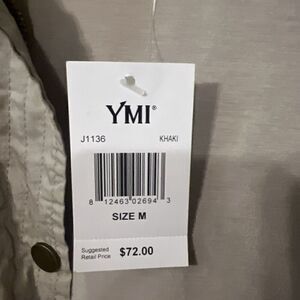 YMI®
J1136 KHAKI
8 12463 02694 3
SIZE M
Suggested
Retail Price $72.00